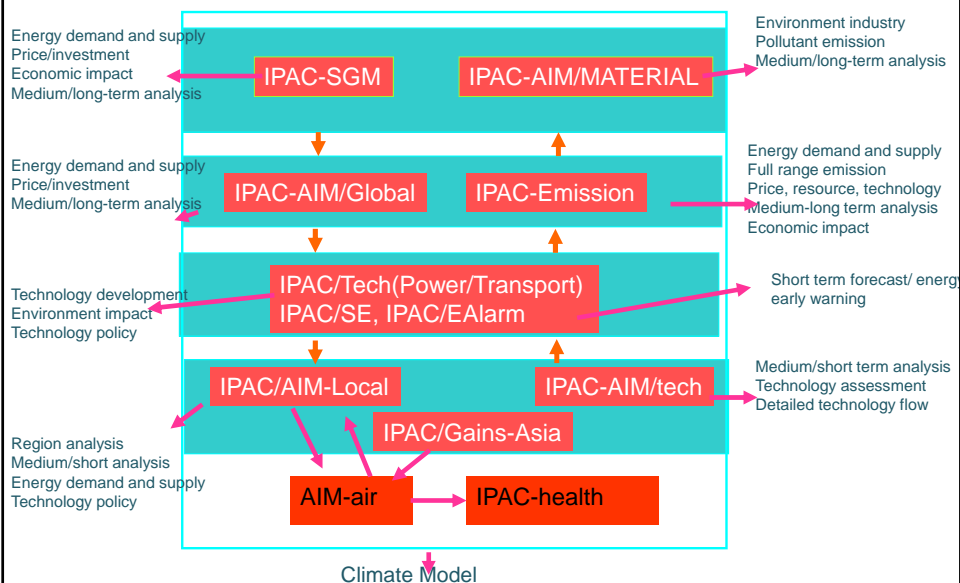 Energy demand and supply
Price/investment
Economic impact
Medium/long-term analysis
IPAC-SGM
IPAC-AIM/MATERIAL
Environment industry
Pollutant emission
Medium/long-term analysis
Energy demand and supply
Price/investment
Medium/long-term analysis
IPAC-AIM/Global
IPAC-Emission
Energy demand and supply
Full range emission
Price, resource, technology
Medium-long term analysis
Economic impact
Technology development
Environment impact
Technology policy
IPAC/Tech(Power/Transport)
IPAC/SE, IPAC/EAlarm
Short term forecast/ energy
early warning
IPAC/AIM-Local
IPAC-AIM/tech
IPAC/Gains-Asia
Medium/short term analysis
Technology assessment
Detailed technology flow
Region analysis
Medium/short analysis
Energy demand and supply
Technology policy
AIM-air
IPAC-health
Climate Model